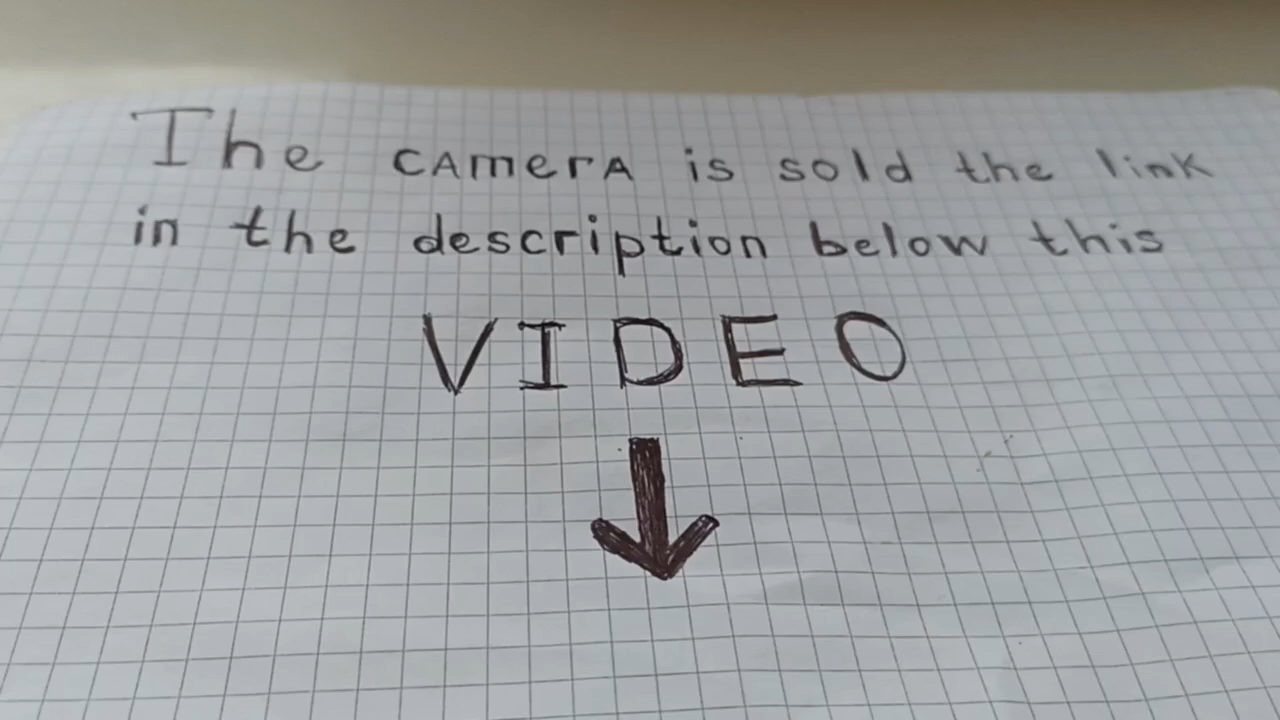 The camera is sold the link
in the description below this
VIDEO